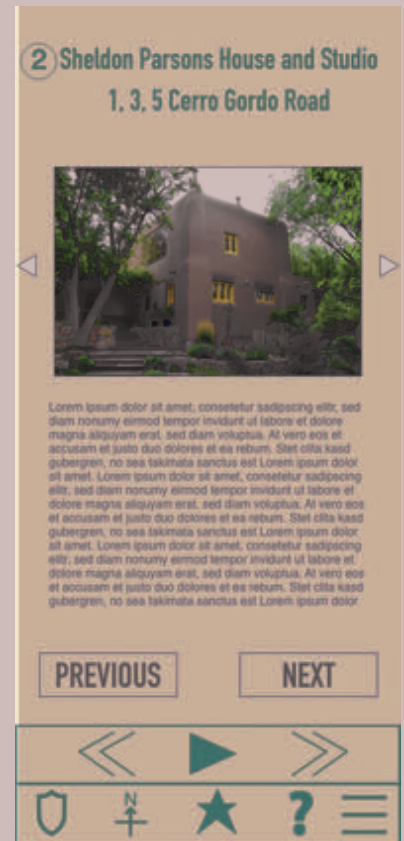 2 Sheldon Parsons House and Studio
1, 3, 5 Cerro Gordo Road
Lorem ipsum dolor sit amet, consetetur sadipscing elitr, sed
diam nonumy eirmod tempor invidunt ut labore et dolore
magna aliquyam erat, sed diam voluptua. At vero eos et
accusam et justo duo dolores et ea rebum. Stet clita kasd
gubergren, no sea takimata sanctus est Lorem ipsum dolor
sit amet. Lorem ipsum dolor sit amet, consetetur sadipscing
elitr, sed diam nonumy eirmod tempor invidunt ut labore et
dolore magna aliquyam erat, sed diam voluptua. At vero eos
et accusam et justo duo dolores et ea rebum. Stet clita kasd
gubergren, no sea takimata sanctus est Lorem ipsum dolor
sit amet. Lorem ipsum dolor sit amet, consetetur sadipscing
elitr, sed diam nonumy eirmod tempor invidunt ut labore et
dolore magna aliquyam erat, sed diam voluptua. At vero eos
et accusam et justo duo dolores et ea rebum. Stet clita kasd
gubergren, no sea takimata sanctus est Lorem ipsum dolor
PREVIOUS NEXT
N
?